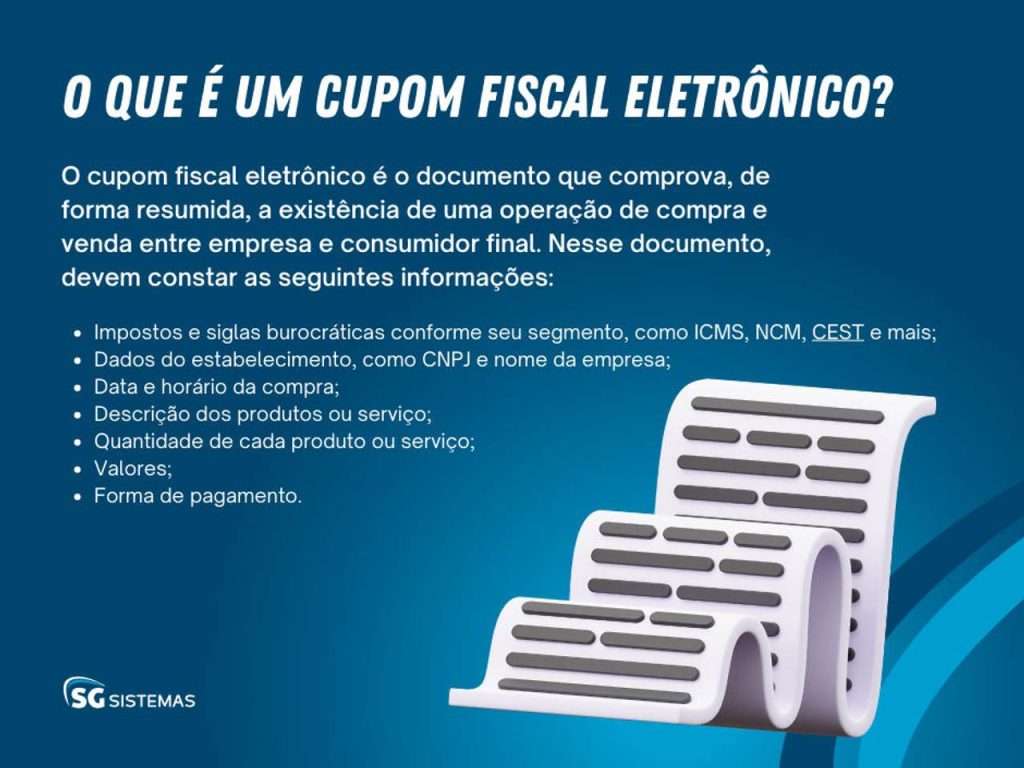 O QUE É UM CUPOM FISCAL ELETRÔNICO?
O cupom fiscal eletrônico é o documento que comprova, de
forma resumida, a existência de uma operação de compra e
venda entre empresa e consumidor final. Nesse documento,
devem constar as seguintes informações:
• Impostos e siglas burocráticas conforme seu segmento, como ICMS, NCM, CEST e mais;
• Dados do estabelecimento, como CNPJ e nome da empresa;
• Data e horário da compra;
• Descrição dos produtos ou serviço;
• Quantidade de cada produto ou serviço;
• Valores;
• Forma de pagamento.
SG SISTEMAS